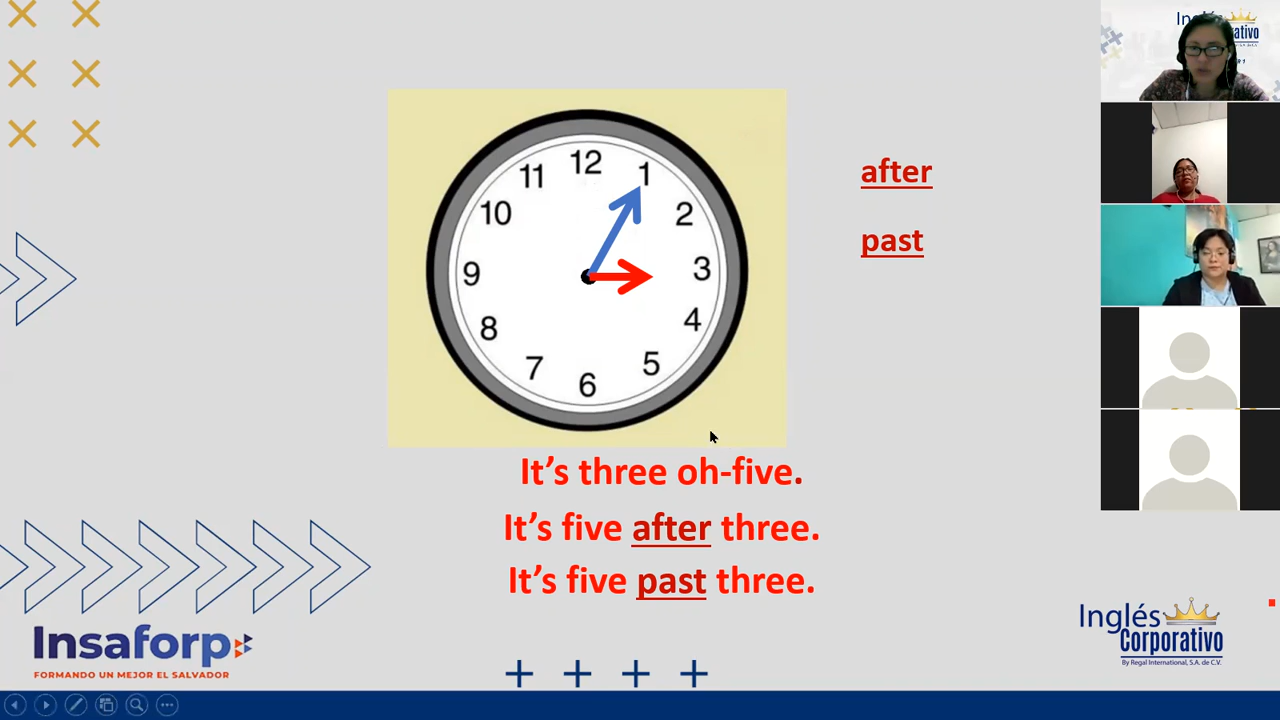 after
past
12
1
2
3
4
5
6
7
8
9
10
11
It's three oh-five.
It's five after three.
It's five past three.
Insaforp
FORMANDO UN MEJOR EL SALVADOR
Inglés
Corporativo
By Regal International, S.A. de C.V.